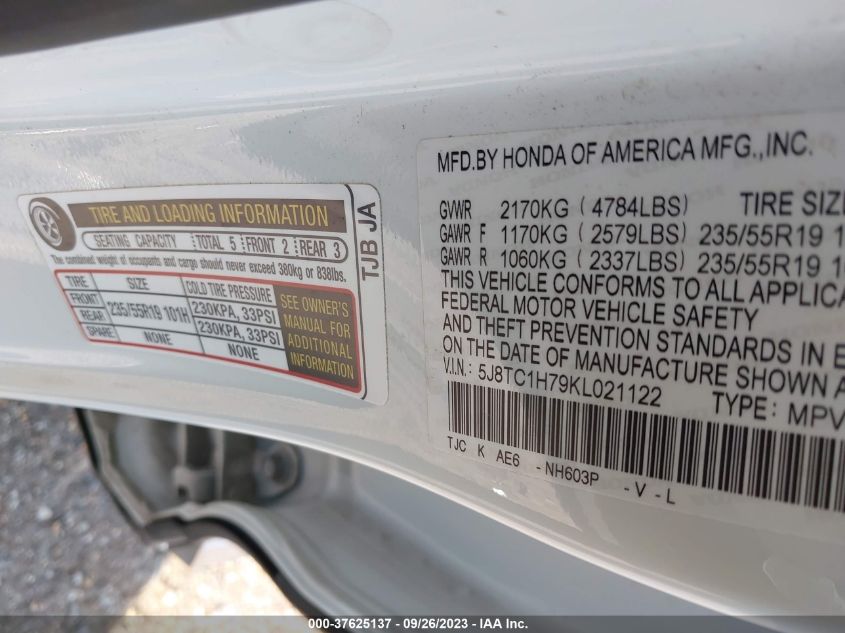 TIRE AND LOADING INFORMATION
SEATING CAPACITY TOTAL 5 FRONT 2 REAR 3
The combined weight of occupants and cargo should never exceed 380kg or 838lbs.
TIRE SIZE COLD TIRE PRESSURE
FRONT 235/55R19 101H 230KPA, 33PSI
REAR 230KPA, 33PSI
SPARE NONE NONE
SEE OWNER'S
MANUAL FOR
ADDITIONAL
INFORMATION
TJB JA
MFD.BY HONDA OF AMERICA MFG.,INC.
GVWR 2170KG ( 4784LBS) TIRE SIZE
GAWR F 1170KG ( 2579LBS) 235/55R19 1
GAWR R 1060KG ( 2337LBS) 235/55R19 1
THIS VEHICLE CONFORMS TO ALL APPLICA
FEDERAL MOTOR VEHICLE SAFETY
AND THEFT PREVENTION STANDARDS IN E
ON THE DATE OF MANUFACTURE SHOWN A
V.I.N.: 5J8TC1H79KL021122
TYPE: MPV
TJC K AE6 -NH603P -V-L
000-37625137 - 09/26/2023 - IAA Inc.